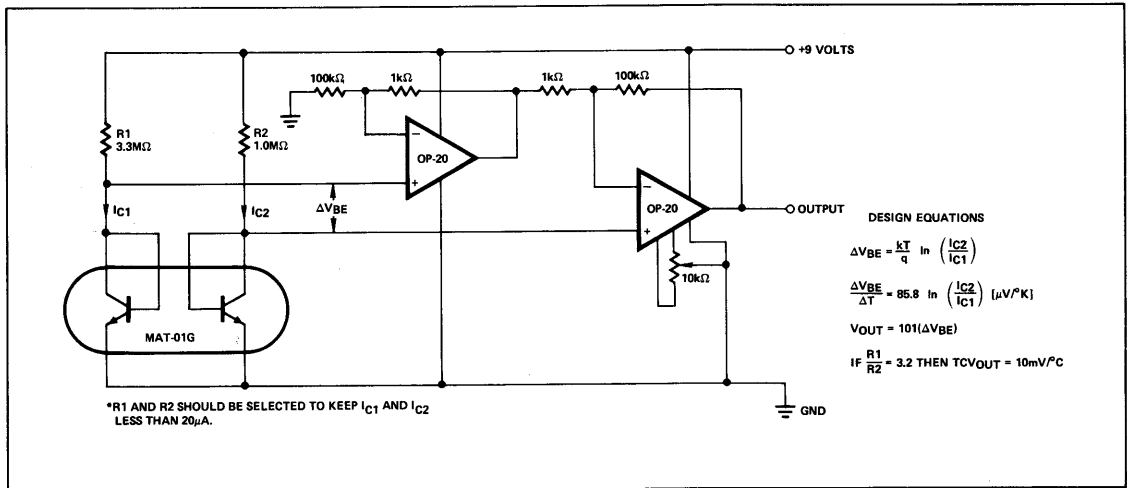 +9 VOLTS
100kΩ
1kΩ
1kΩ
100kΩ
R1
3.3MΩ
R2
1.0MΩ
−
OP-20
+
−
OP-20
+
IC1
IC2
ΔVBE
OUTPUT
10kΩ
MAT-01G
DESIGN EQUATIONS
ΔVBE = kT/q ln (IC2/IC1)
ΔVBE/ΔT = 85.8 ln (IC2/IC1) [μV/°K]
VOUT = 101(ΔVBE)
IF R1/R2 = 3.2 THEN TCVOUT = 10mV/°C
*R1 AND R2 SHOULD BE SELECTED TO KEEP IC1 AND IC2
LESS THAN 20μA.
GND